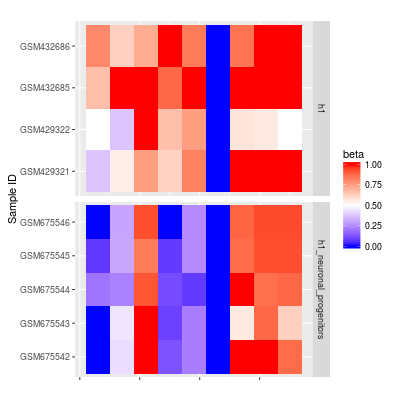 GSM432686
GSM432685
GSM429322
GSM429321
h1
GSM675546
GSM675545
GSM675544
GSM675543
GSM675542
h1_neuronal_progenitors
Sample ID
beta
1.00
0.75
0.50
0.25
0.00